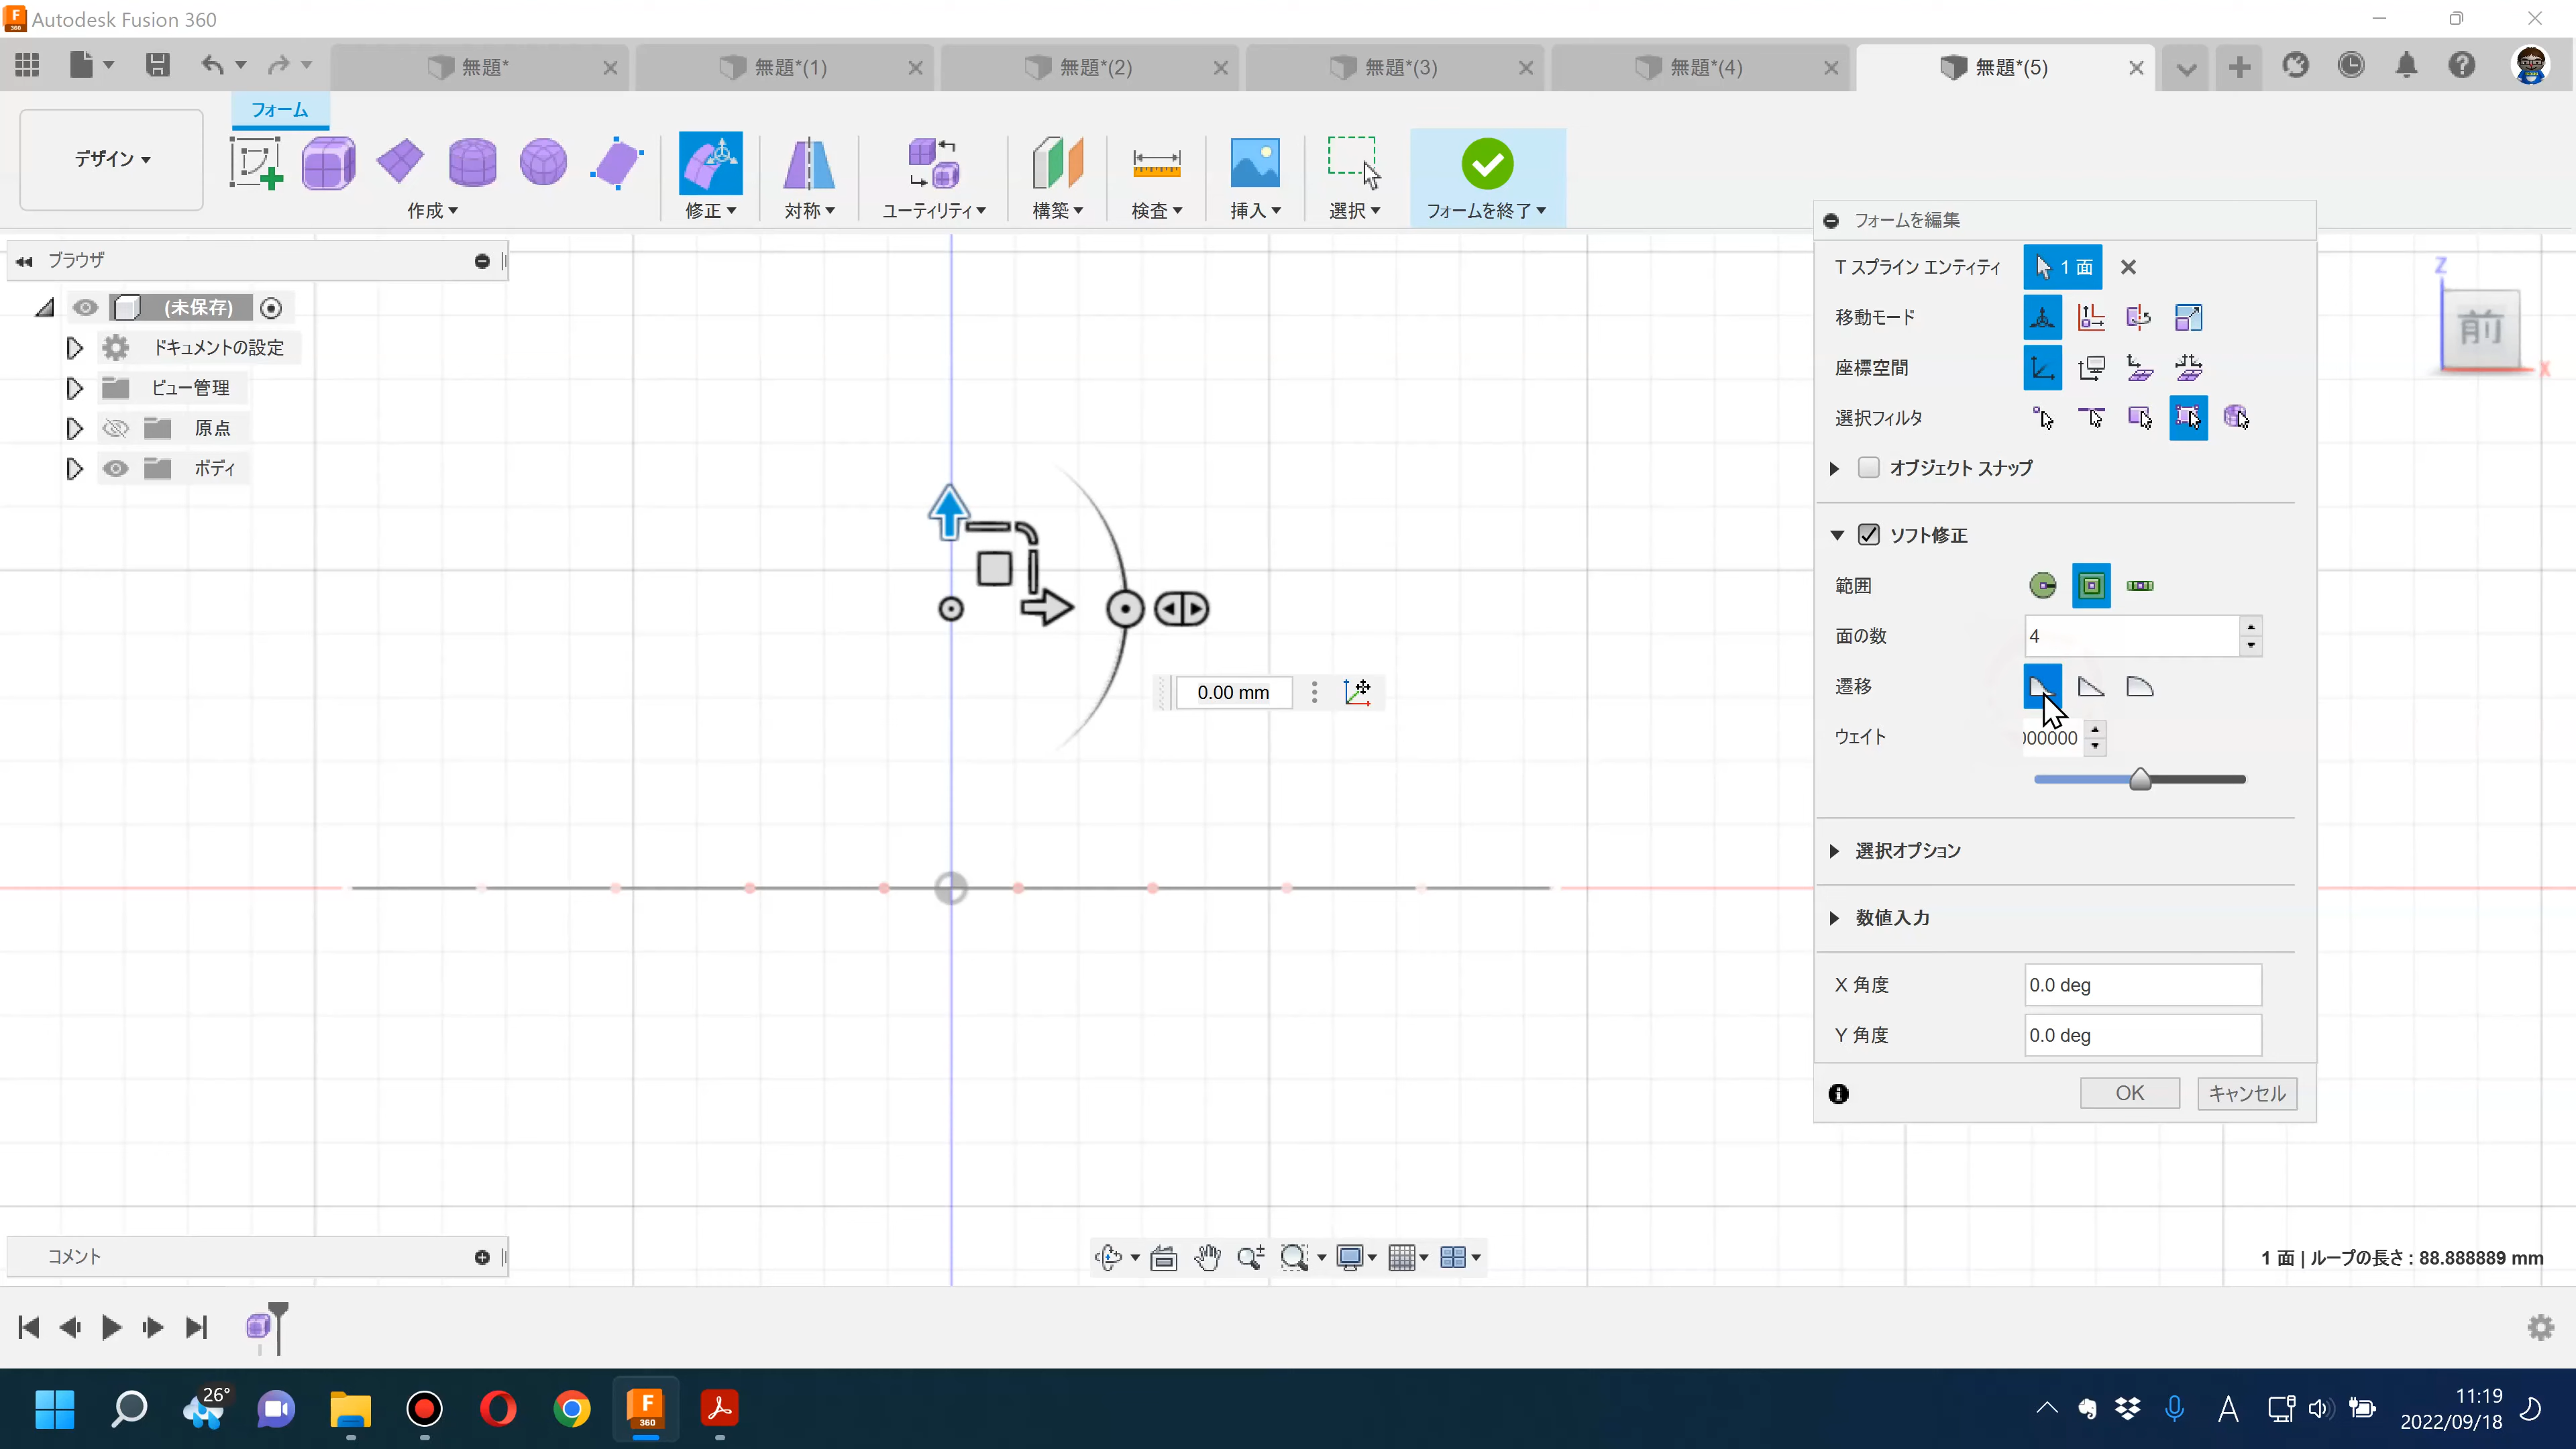 Autodesk Fusion 360
無題*
無題*(1)
無題*(2)
無題*(3)
無題*(4)
無題*(5)
フォーム
デザイン
作成
修正
対称
ユーティリティ
構築
検査
挿入
選択
フォームを終了
ブラウザ
(未保存)
ドキュメントの設定
ビュー管理
原点
ボディ
フォームを編集
T スプライン エンティティ
1 面
移動モード
座標空間
選択フィルタ
オブジェクト スナップ
ソフト修正
範囲
面の数
4
遷移
ウェイト
000000
選択オプション
数値入力
X 角度
0.0 deg
Y 角度
0.0 deg
OK
キャンセル
Z
前
X
0.00 mm
コメント
1 面 | ループの長さ : 88.888889 mm
26°
F
360
A
11:19
2022/09/18